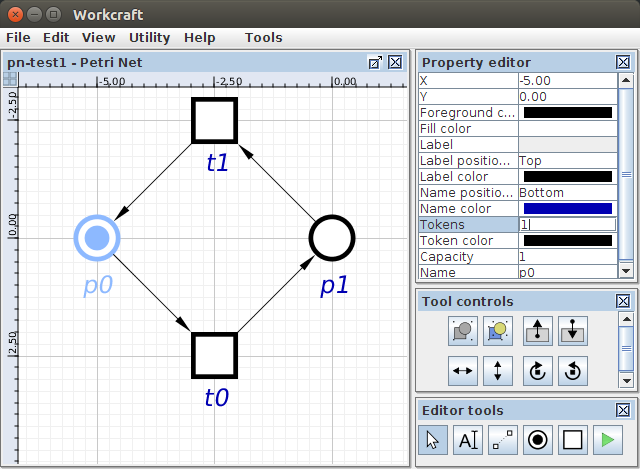 Workcraft
File Edit View Utility Help Tools
pn-test1 - Petri Net
-5.00 -2.50 0.00
-2.50
0.00
2.50
t1
p0
p1
t0
Property editor
X -5.00
Y 0.00
Foreground c...
Fill color
Label
Label positio... Top
Label color
Name positio... Bottom
Name color
Tokens 1
Token color
Capacity 1
Name p0
Tool controls
Editor tools
A